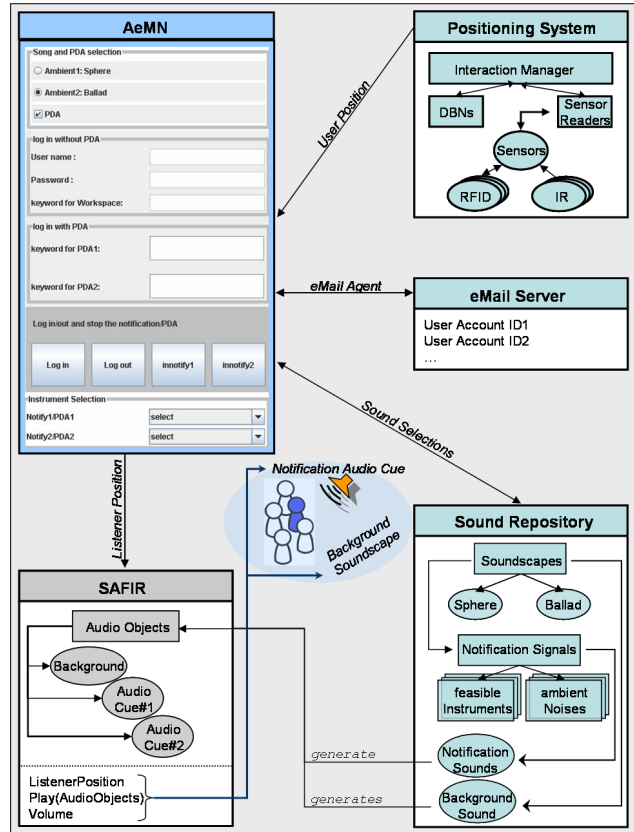 AeMN
Song and PDA selection
Ambient1: Sphere
Ambient2: Ballad
PDA
log in without PDA
User name :
Password :
keyword for Workspace:
log in with PDA
keyword for PDA1:
keyword for PDA2:
Log in/out and stop the notification/PDA
Log in
Log out
innotify1
innotify2
Instrument Selection
Notify1/PDA1
select
Notify2/PDA2
select
User Position
Positioning System
Interaction Manager
DBNs
Sensor
Readers
Sensors
RFID
IR
eMail Agent
eMail Server
User Account ID1
User Account ID2
...
Sound Selections
Listener Position
Notification Audio Cue
Background
Soundscape
SAFIR
Audio Objects
Background
Audio
Cue#1
Audio
Cue#2
ListenerPosition
Play(AudioObjects)
Volume
Sound Repository
Soundscapes
Sphere
Ballad
Notification Signals
feasible
Instruments
ambient
Noises
Notification
Sounds
Background
Sound
generate
generates